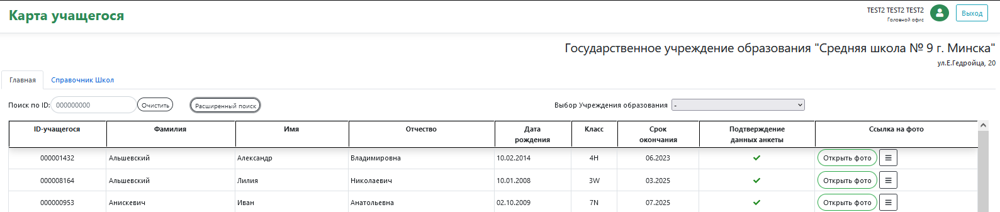 Карта учащегося
TEST2 TEST2 TEST2
Головной офис
Выход
Государственное учреждение образования "Средняя школа № 9 г. Минска"
ул.Е.Гедройца, 20
Главная Справочник Школ
Поиск по ID: 000000000 Очистить Расширенный поиск Выбор Учреждения образования -
ID-учащегося Фамилия Имя Отчество Дата рождения Класс Срок окончания Подтверждение данных анкеты Ссылка на фото
000001432 Альшевский Александр Владимировна 10.02.2014 4Н 06.2023 Открыть фото
000008164 Альшевский Лилия Николаевич 10.01.2008 3W 03.2025 Открыть фото
000000953 Анискевич Иван Анатольевна 02.10.2009 7N 07.2025 Открыть фото